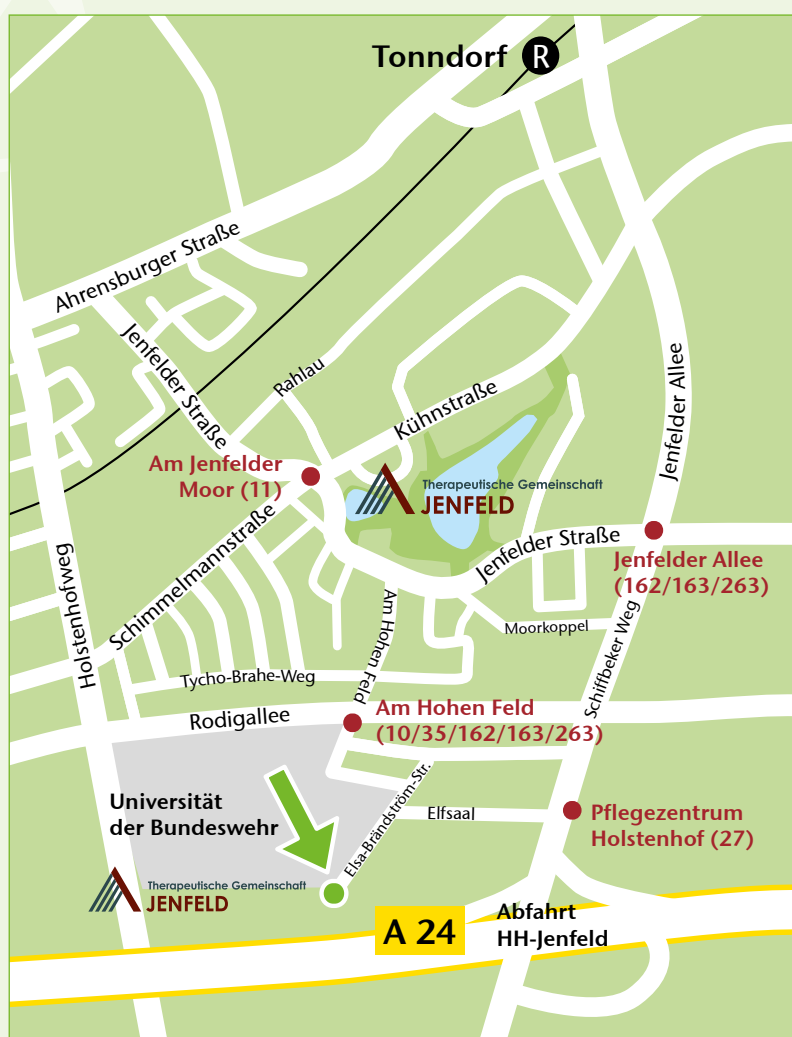 Tonndorf R
Ahrensburger Straße
Jenfelder Straße
Rahlau
Kühnstraße
Jenfelder Allee
Am Jenfelder
Moor (11)
Therapeutische Gemeinschaft
JENFELD
Schimmelmannstraße
Holstenhofweg
Jenfelder Straße
Jenfelder Allee
(162/163/263)
Am Hohen Feld
Moorkoppel
Schiffbeker Weg
Tycho-Brahe-Weg
Rodigallee
Am Hohen Feld
(10/35/162/163/263)
Universität
der Bundeswehr
Elsa-Brändström-Str.
Elfsaal
Pflegezentrum
Holstenhof (27)
Therapeutische Gemeinschaft
JENFELD
A 24
Abfahrt
HH-Jenfeld